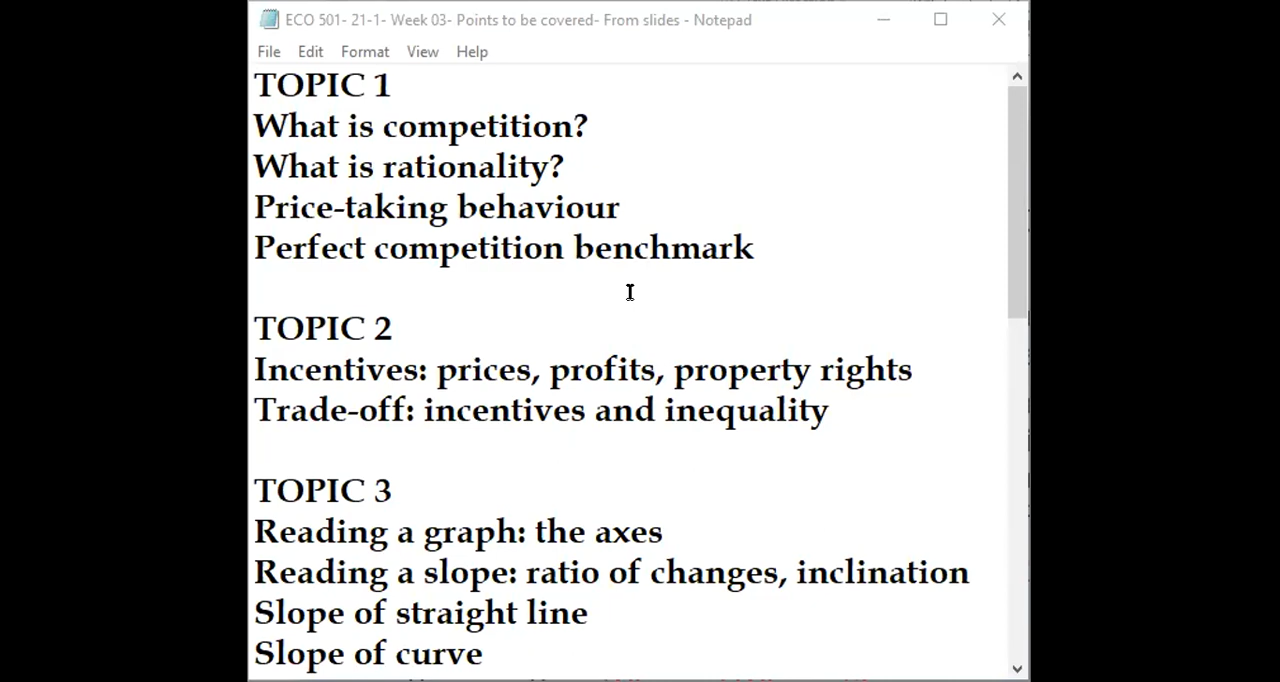 ECO 501- 21-1- Week 03- Points to be covered- From slides - Notepad
File Edit Format View Help
TOPIC 1
What is competition?
What is rationality?
Price-taking behaviour
Perfect competition benchmark
TOPIC 2
Incentives: prices, profits, property rights
Trade-off: incentives and inequality
TOPIC 3
Reading a graph: the axes
Reading a slope: ratio of changes, inclination
Slope of straight line
Slope of curve